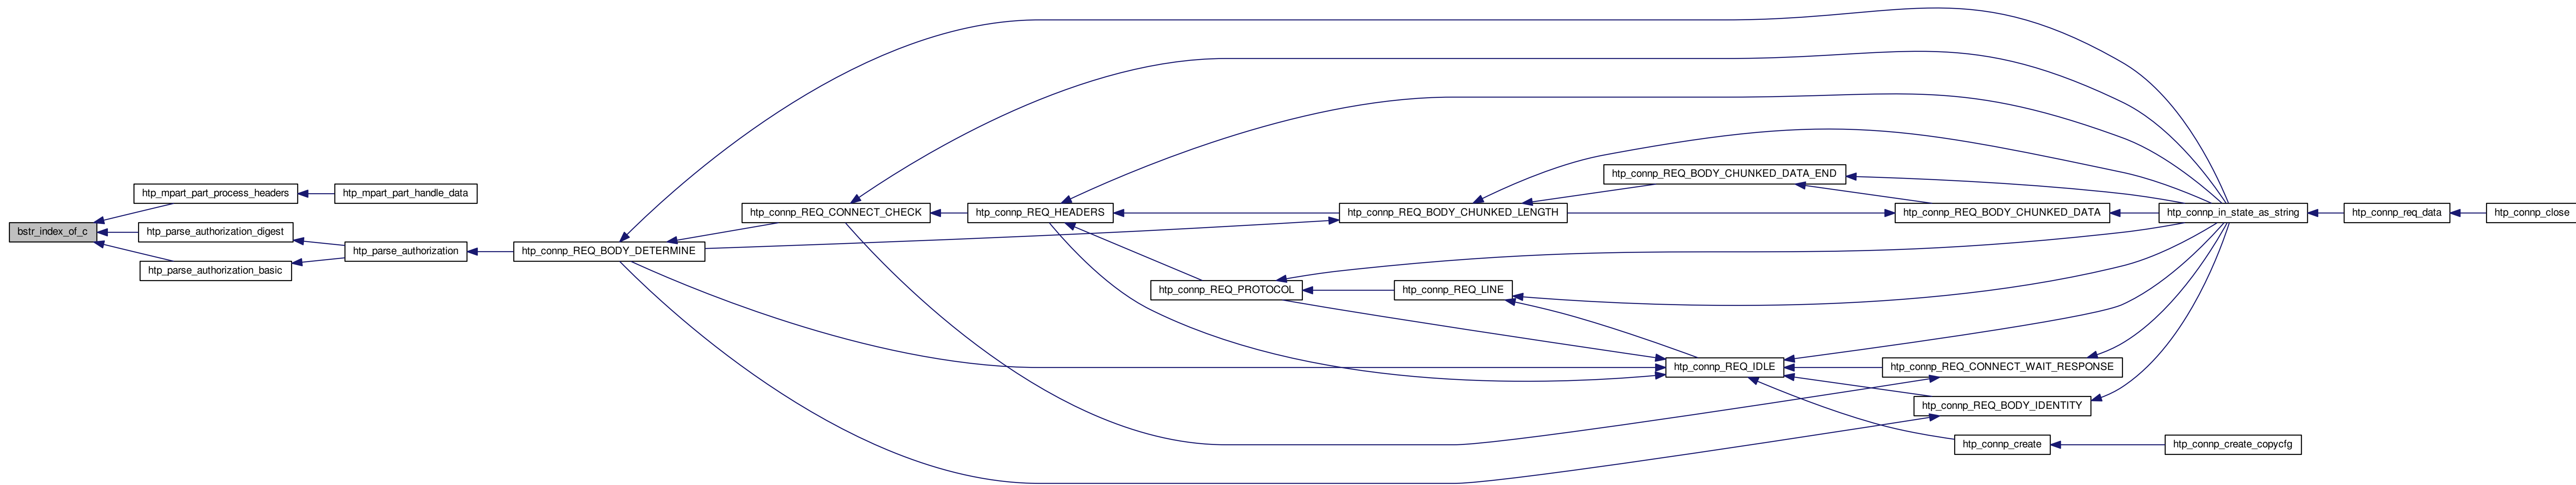 bstr_index_of_c
htp_mpart_part_process_headers
htp_mpart_part_handle_data
htp_parse_authorization_digest
htp_parse_authorization_basic
htp_parse_authorization
htp_connp_REQ_BODY_DETERMINE
htp_connp_REQ_CONNECT_CHECK
htp_connp_REQ_HEADERS
htp_connp_REQ_PROTOCOL
htp_connp_REQ_BODY_CHUNKED_LENGTH
htp_connp_REQ_LINE
htp_connp_REQ_BODY_CHUNKED_DATA_END
htp_connp_REQ_IDLE
htp_connp_REQ_BODY_CHUNKED_DATA
htp_connp_REQ_CONNECT_WAIT_RESPONSE
htp_connp_REQ_BODY_IDENTITY
htp_connp_create
htp_connp_in_state_as_string
htp_connp_create_copycfg
htp_connp_req_data
htp_connp_close